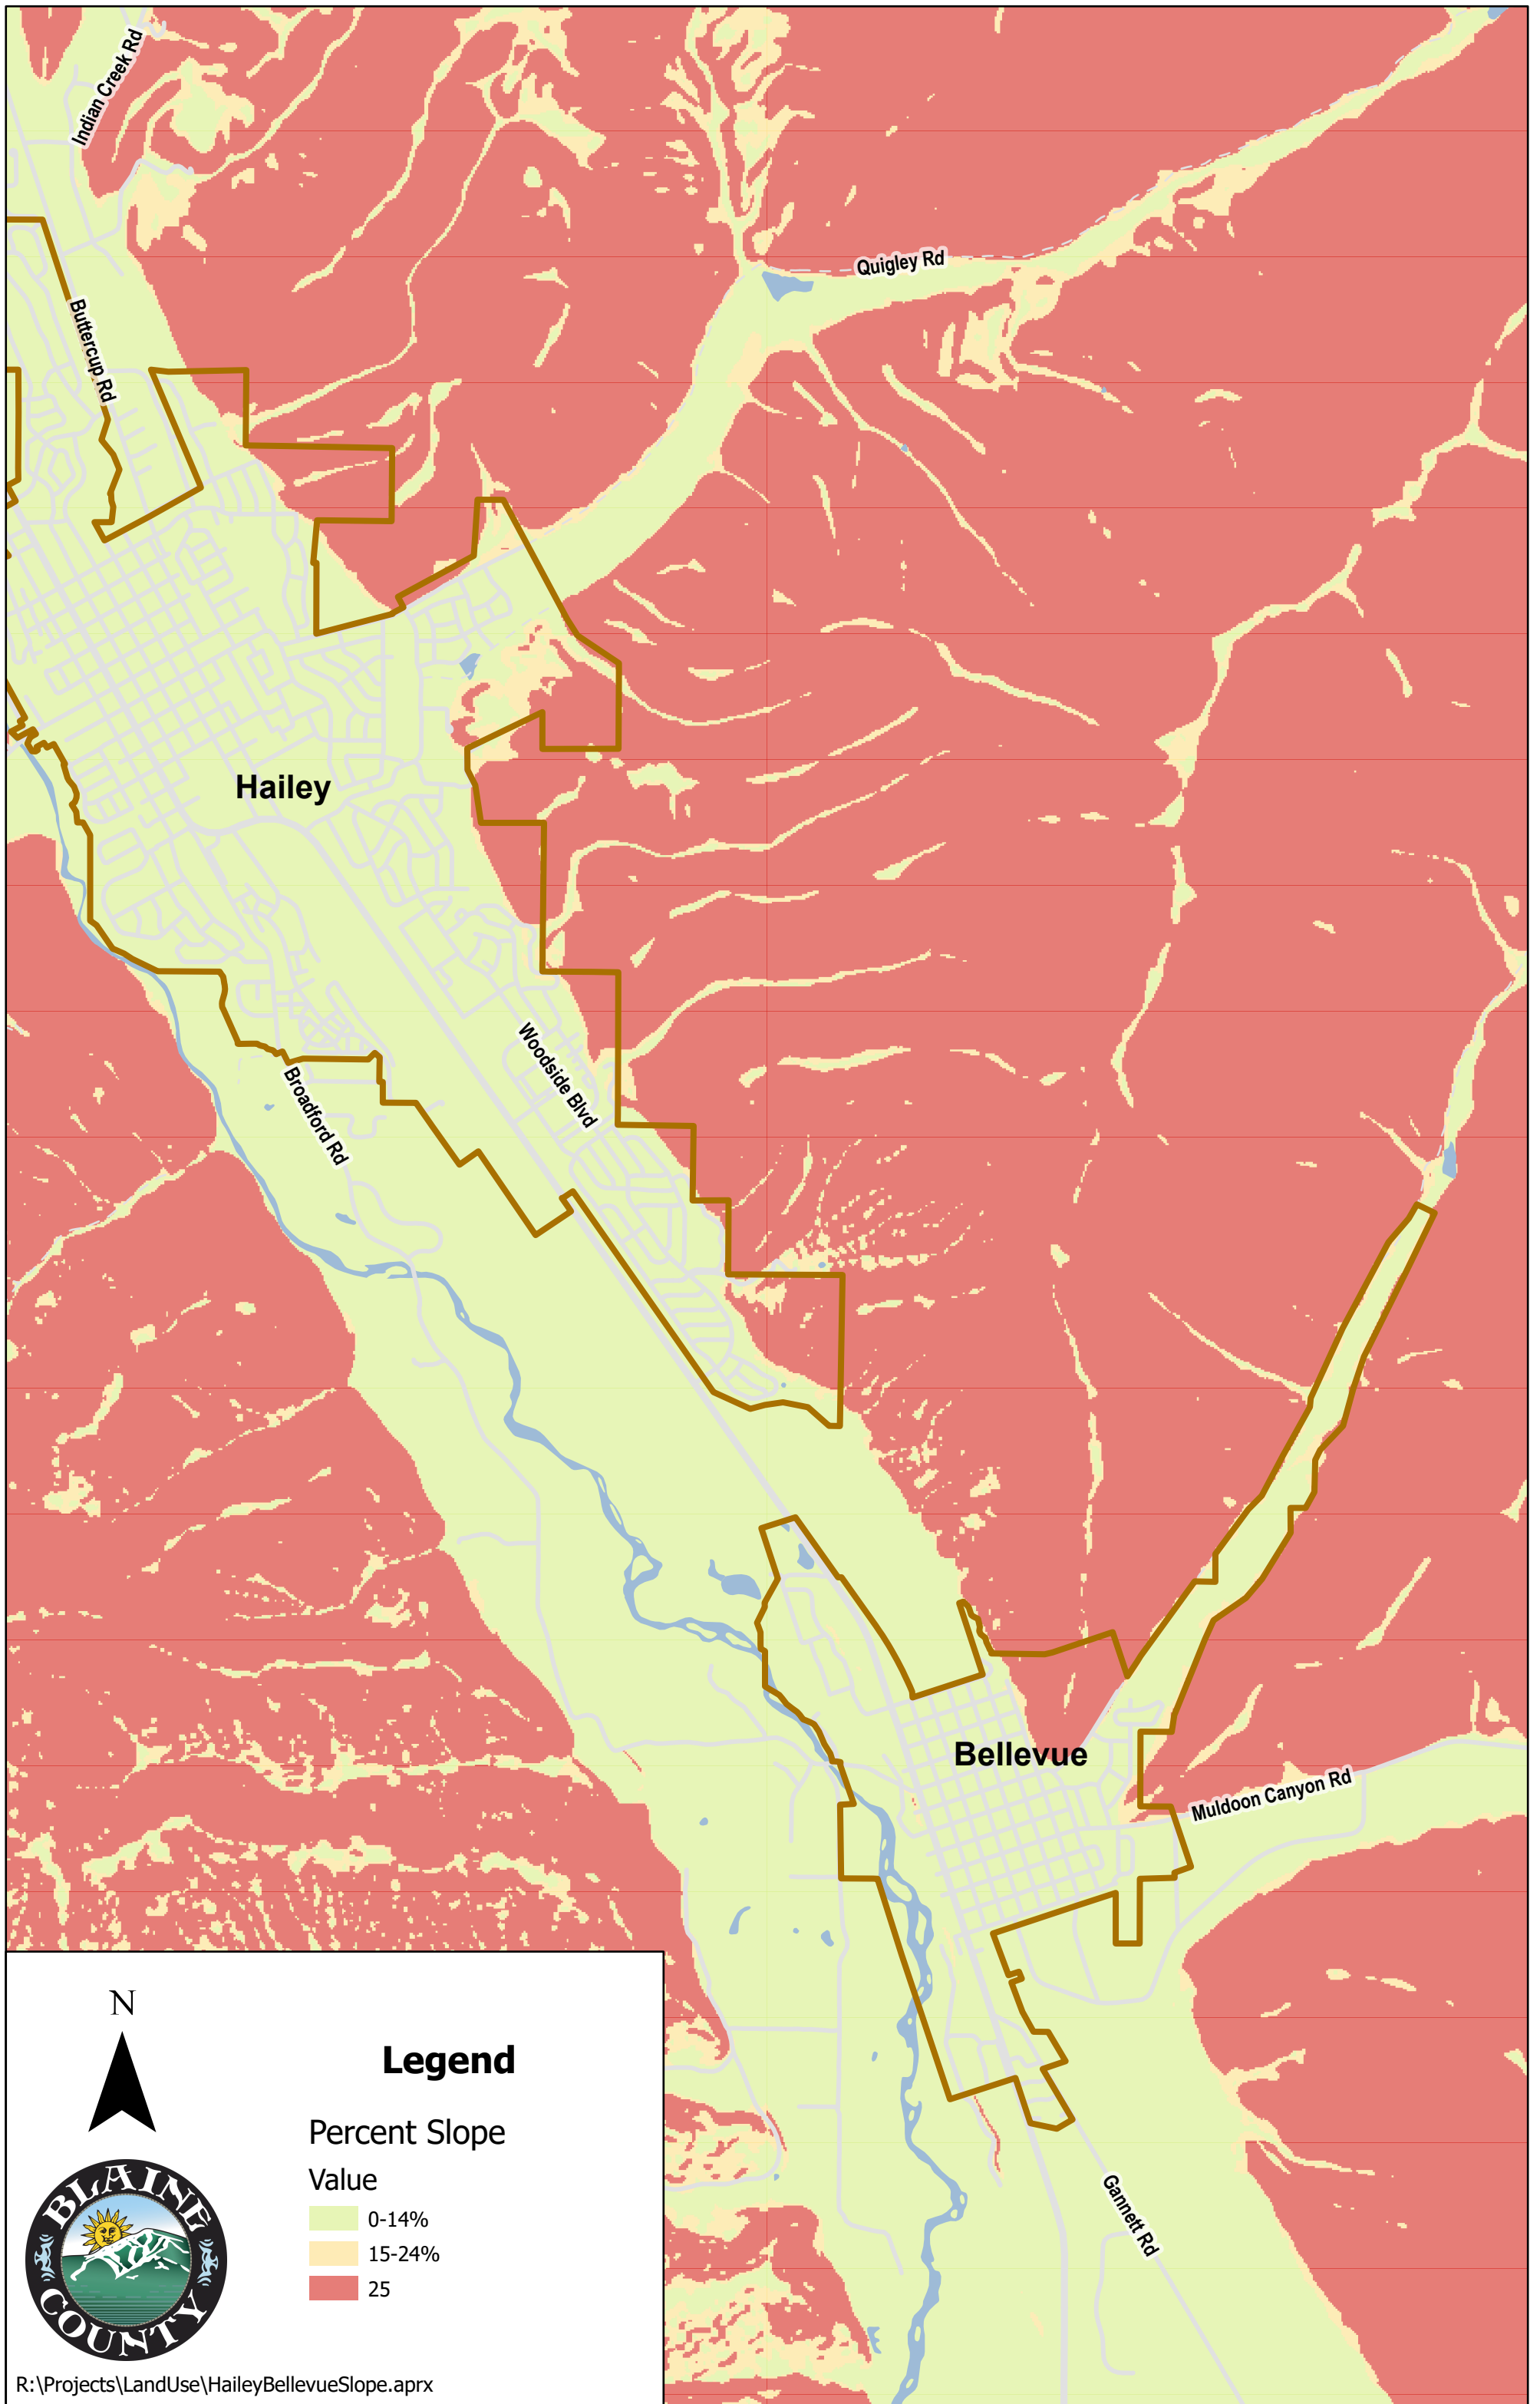 Indian Creek Rd
Quigley Rd
Buttercup Rd
Hailey
Woodside Blvd
Broadford Rd
Bellevue
Muldoon Canyon Rd
Gannett Rd
N
Legend
Percent Slope
Value
0-14%
15-24%
25
BLAINE
COUNTY
R:\Projects\LandUse\HaileyBellevueSlope.aprx